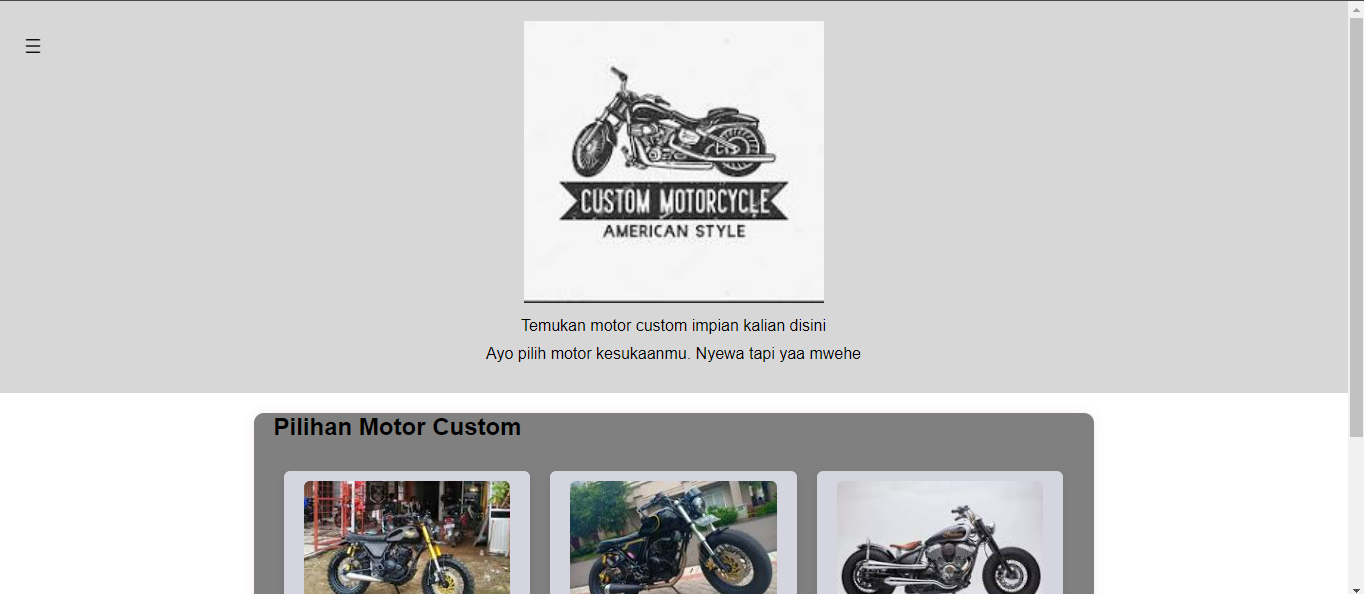 ☰
CUSTOM MOTORCYCLE
AMERICAN STYLE
Temukan motor custom impian kalian disini
Ayo pilih motor kesukaanmu. Nyewa tapi yaa mwehe
Pilihan Motor Custom